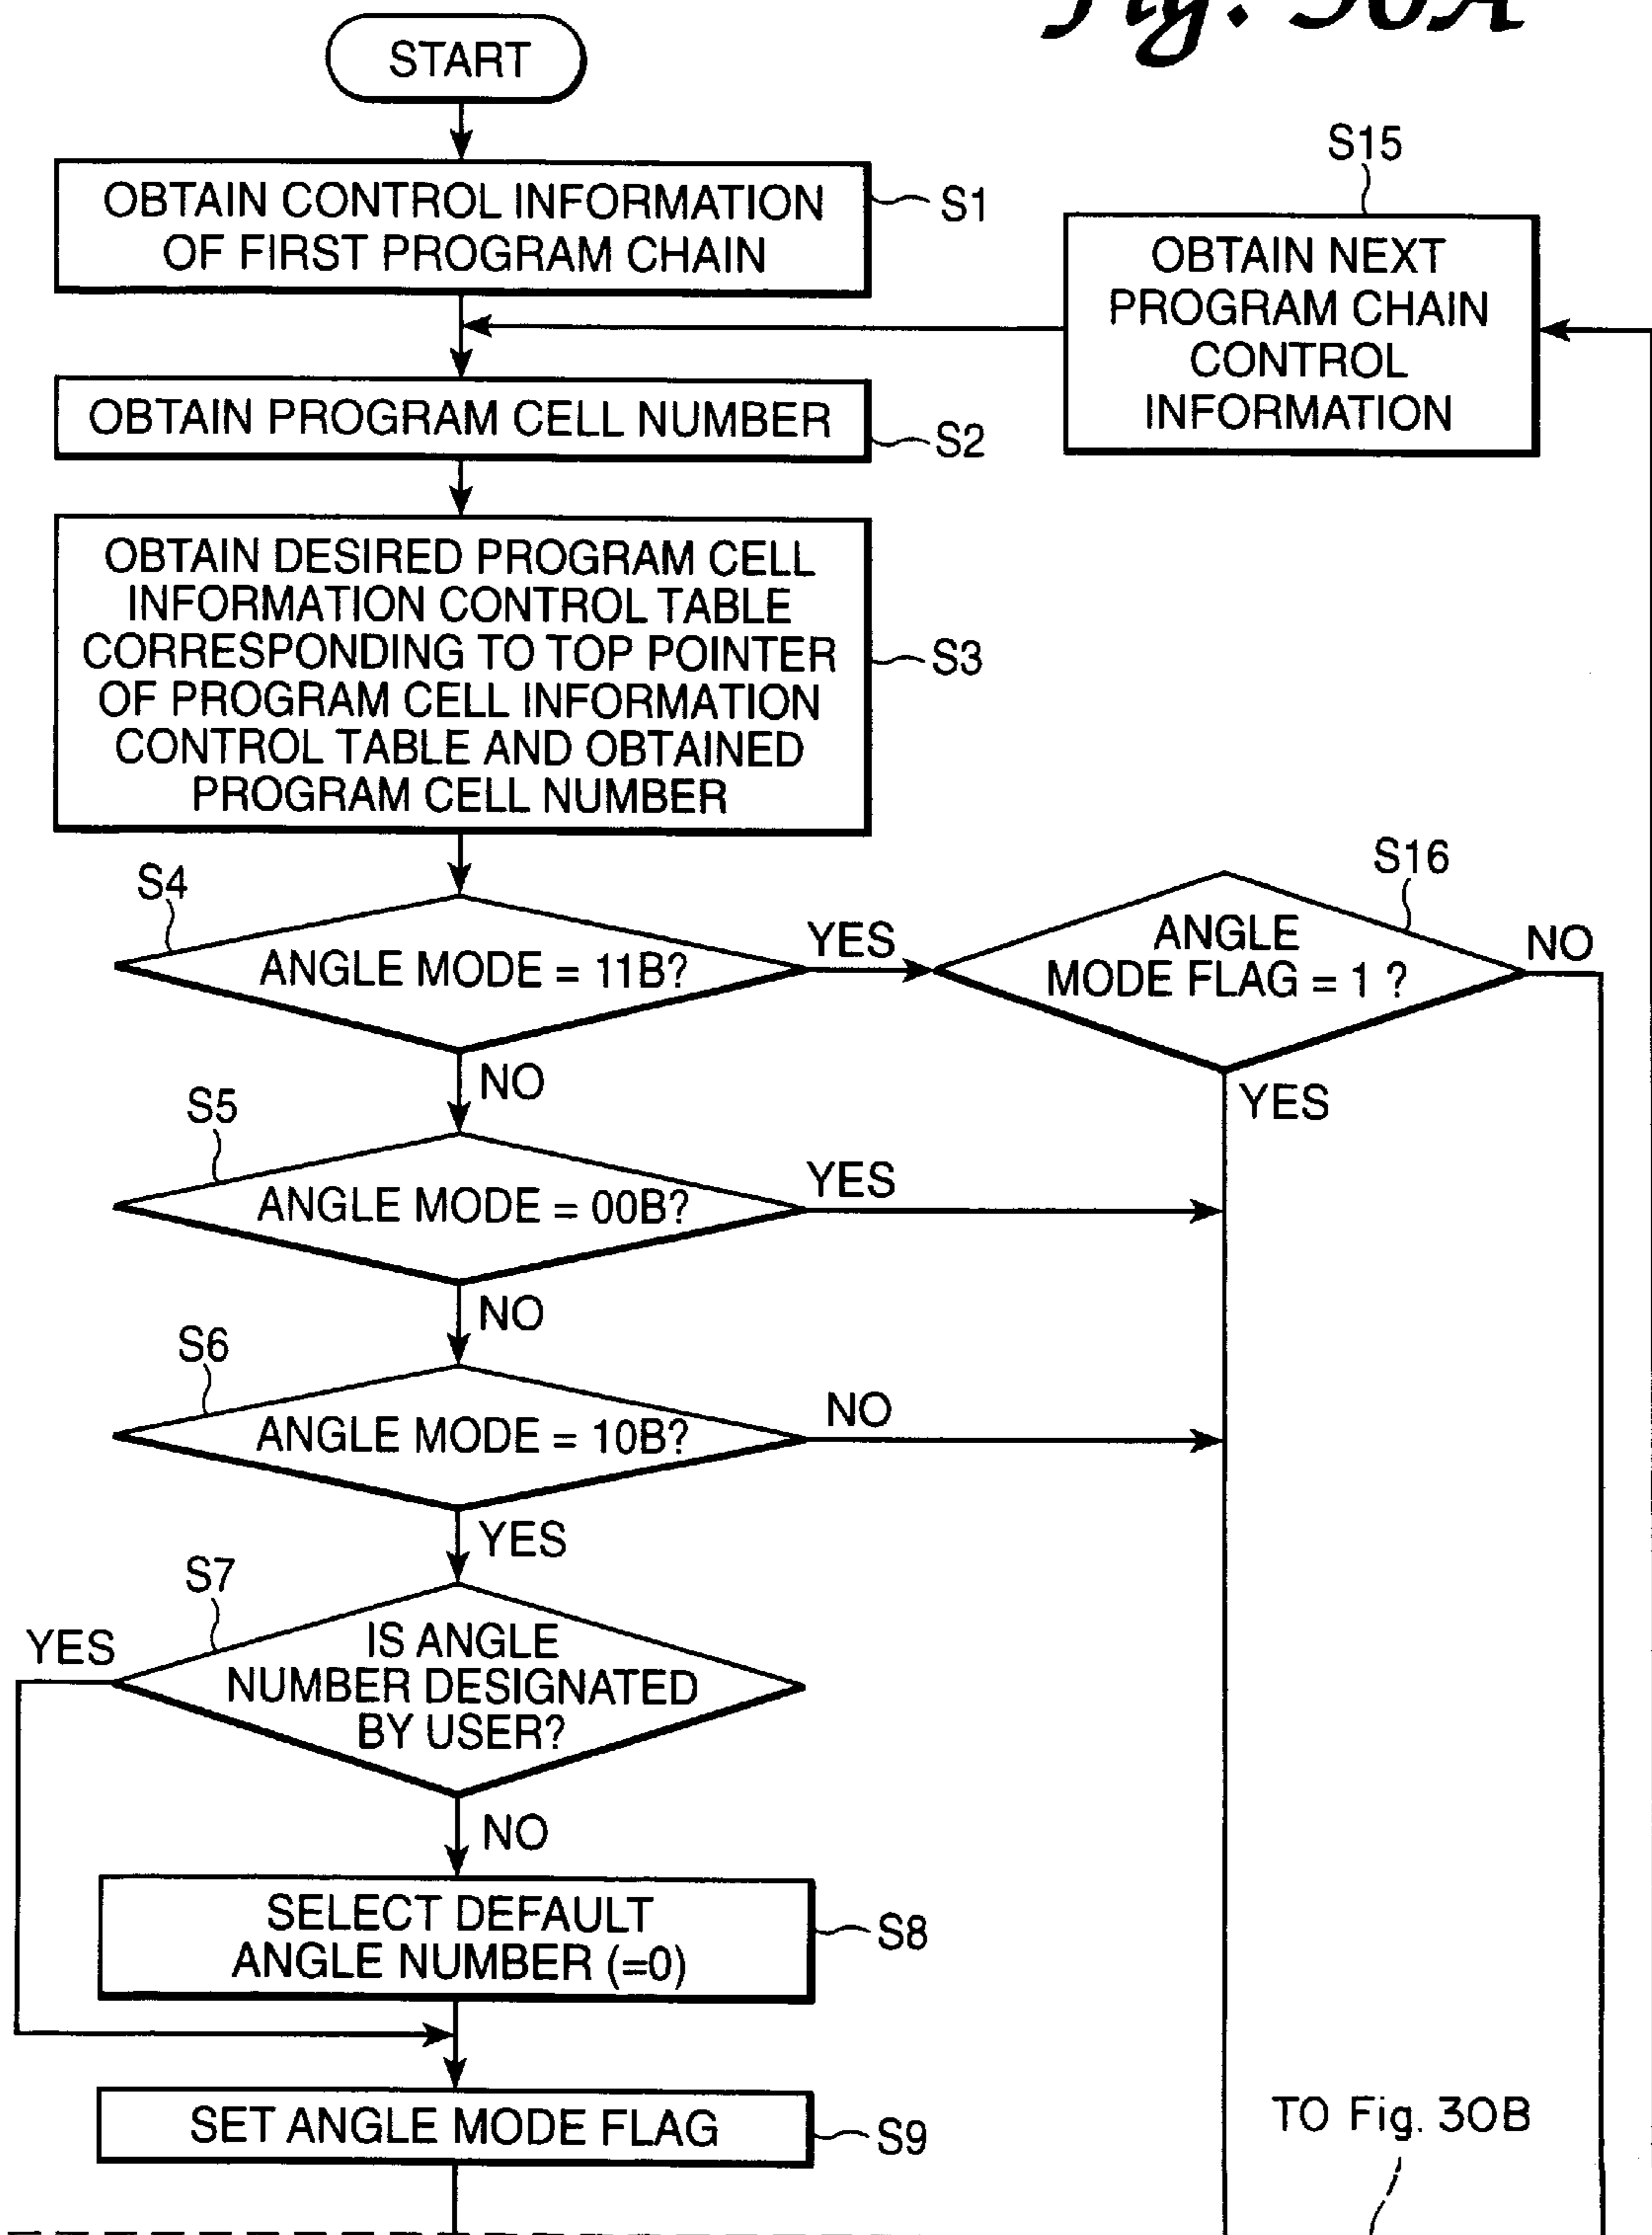 Fig. 30A
START
OBTAIN CONTROL INFORMATION
OF FIRST PROGRAM CHAIN
S1
S15
OBTAIN NEXT
PROGRAM CHAIN
CONTROL
INFORMATION
OBTAIN PROGRAM CELL NUMBER
S2
OBTAIN DESIRED PROGRAM CELL
INFORMATION CONTROL TABLE
CORRESPONDING TO TOP POINTER
OF PROGRAM CELL INFORMATION
CONTROL TABLE AND OBTAINED
PROGRAM CELL NUMBER
S3
S4
ANGLE MODE = 11B?
YES
NO
S16
ANGLE
MODE FLAG = 1 ?
NO
YES
S5
ANGLE MODE = 00B?
YES
NO
S6
ANGLE MODE = 10B?
NO
YES
S7
YES
IS ANGLE
NUMBER DESIGNATED
BY USER?
NO
SELECT DEFAULT
ANGLE NUMBER (=0)
S8
SET ANGLE MODE FLAG
S9
TO Fig. 30B